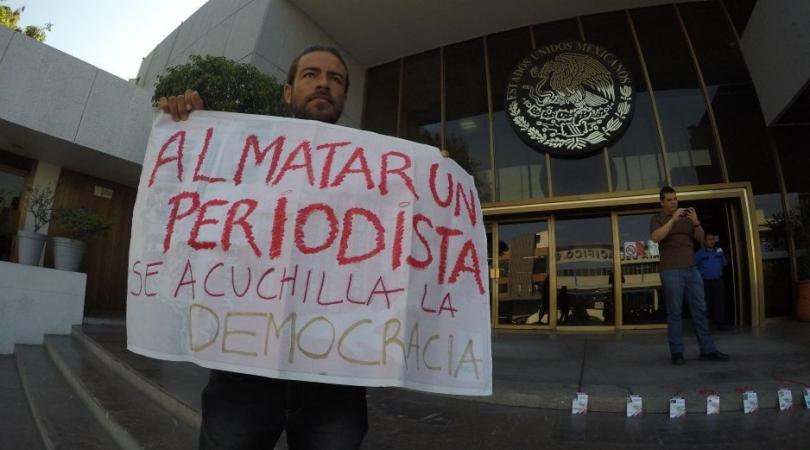 ESTADOS UNIDOS MEXICANOS
AL MATAR UN
PERIODISTA
SE ACUCHILLA LA
DEMOCRACIA